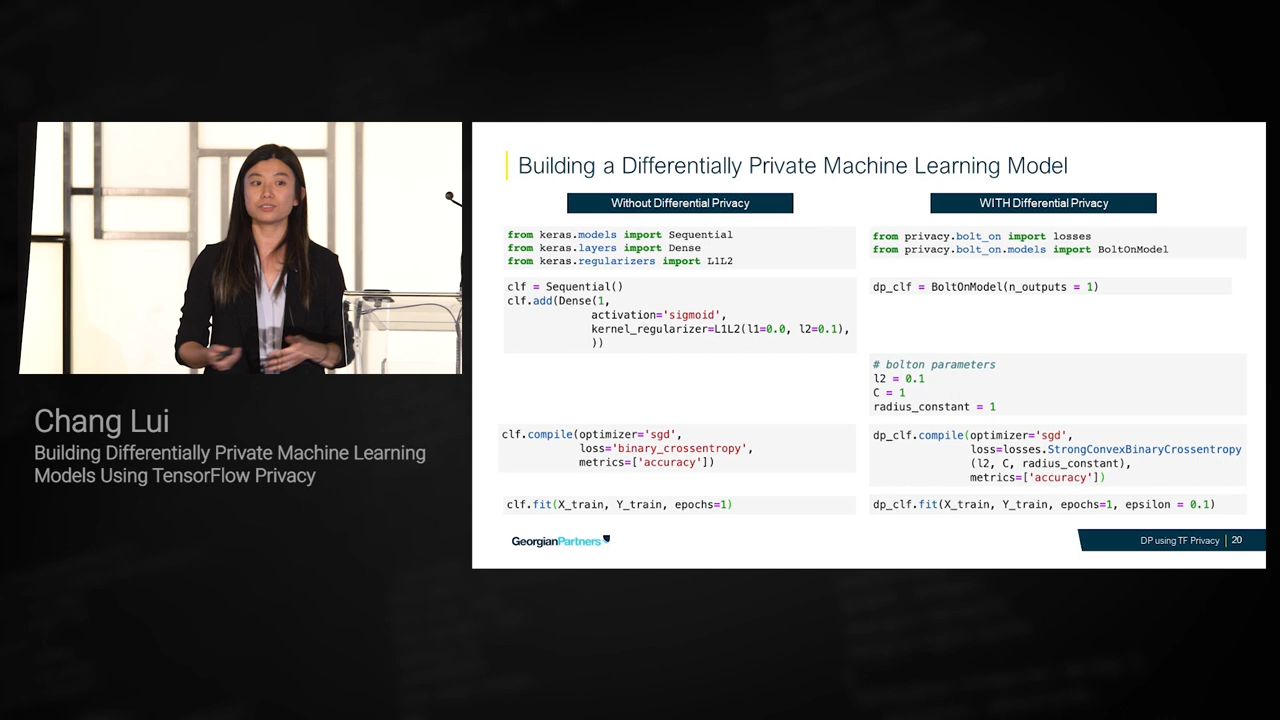 Chang Lui
Building Differentially Private Machine Learning
Models Using TensorFlow Privacy
Building a Differentially Private Machine Learning Model
Without Differential Privacy
from keras.models import Sequential
from keras.layers import Dense
from keras.regularizers import L1L2
clf = Sequential()
clf.add(Dense(1,
activation='sigmoid',
kernel_regularizer=L1L2(l1=0.0, l2=0.1),
))
clf.compile(optimizer='sgd',
loss='binary_crossentropy',
metrics=['accuracy'])
clf.fit(X_train, Y_train, epochs=1)
WITH Differential Privacy
from privacy.bolt_on import losses
from privacy.bolt_on.models import BoltOnModel
dp_clf = BoltOnModel(n_outputs = 1)
# bolton parameters
l2 = 0.1
C = 1
radius_constant = 1
dp_clf.compile(optimizer='sgd',
loss=losses.StrongConvexBinaryCrossentropy
(l2, C, radius_constant),
metrics=['accuracy'])
dp_clf.fit(X_train, Y_train, epochs=1, epsilon = 0.1)
GeorgianPartners
DP using TF Privacy | 20